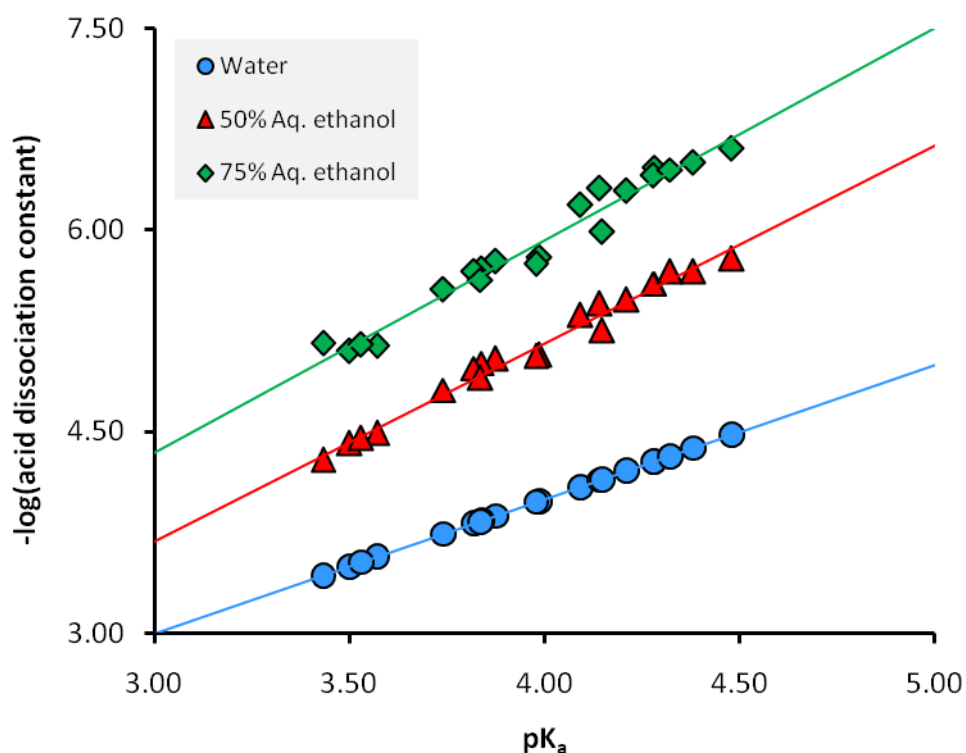 7.50
Water
50% Aq. ethanol
75% Aq. ethanol
6.00
4.50
3.00
-log(acid dissociation constant)
3.00 3.50 4.00 4.50 5.00
pKa